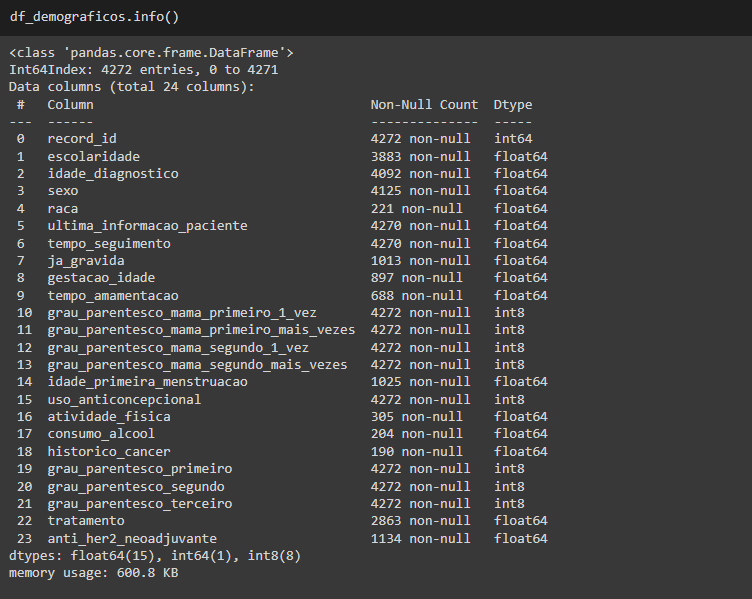 df_demograficos.info()
<class 'pandas.core.frame.DataFrame'>
Int64Index: 4272 entries, 0 to 4271
Data columns (total 24 columns):
 #   Column                                   Non-Null Count  Dtype
---  ------                                   --------------  -----
 0   record_id                                4272 non-null   int64
 1   escolaridade                             3883 non-null   float64
 2   idade_diagnostico                        4092 non-null   float64
 3   sexo                                     4125 non-null   float64
 4   raca                                     221 non-null    float64
 5   ultima_informacao_paciente               4270 non-null   float64
 6   tempo_seguimento                         4270 non-null   float64
 7   ja_gravida                               1013 non-null   float64
 8   gestacao_idade                           897 non-null    float64
 9   tempo_amamentacao                        688 non-null    float64
 10  grau_parentesco_mama_primeiro_1_vez      4272 non-null   int8
 11  grau_parentesco_mama_primeiro_mais_vezes 4272 non-null   int8
 12  grau_parentesco_mama_segundo_1_vez       4272 non-null   int8
 13  grau_parentesco_mama_segundo_mais_vezes  4272 non-null   int8
 14  idade_primeira_menstruacao               1025 non-null   float64
 15  uso_anticoncepcional                     4272 non-null   int8
 16  atividade_fisica                         305 non-null    float64
 17  consumo_alcool                           204 non-null    float64
 18  historico_cancer                         190 non-null    float64
 19  grau_parentesco_primeiro                 4272 non-null   int8
 20  grau_parentesco_segundo                  4272 non-null   int8
 21  grau_parentesco_terceiro                 4272 non-null   int8
 22  tratamento                               2863 non-null   float64
 23  anti_her2_neoadjuvante                   1134 non-null   float64
dtypes: float64(15), int64(1), int8(8)
memory usage: 600.8 KB